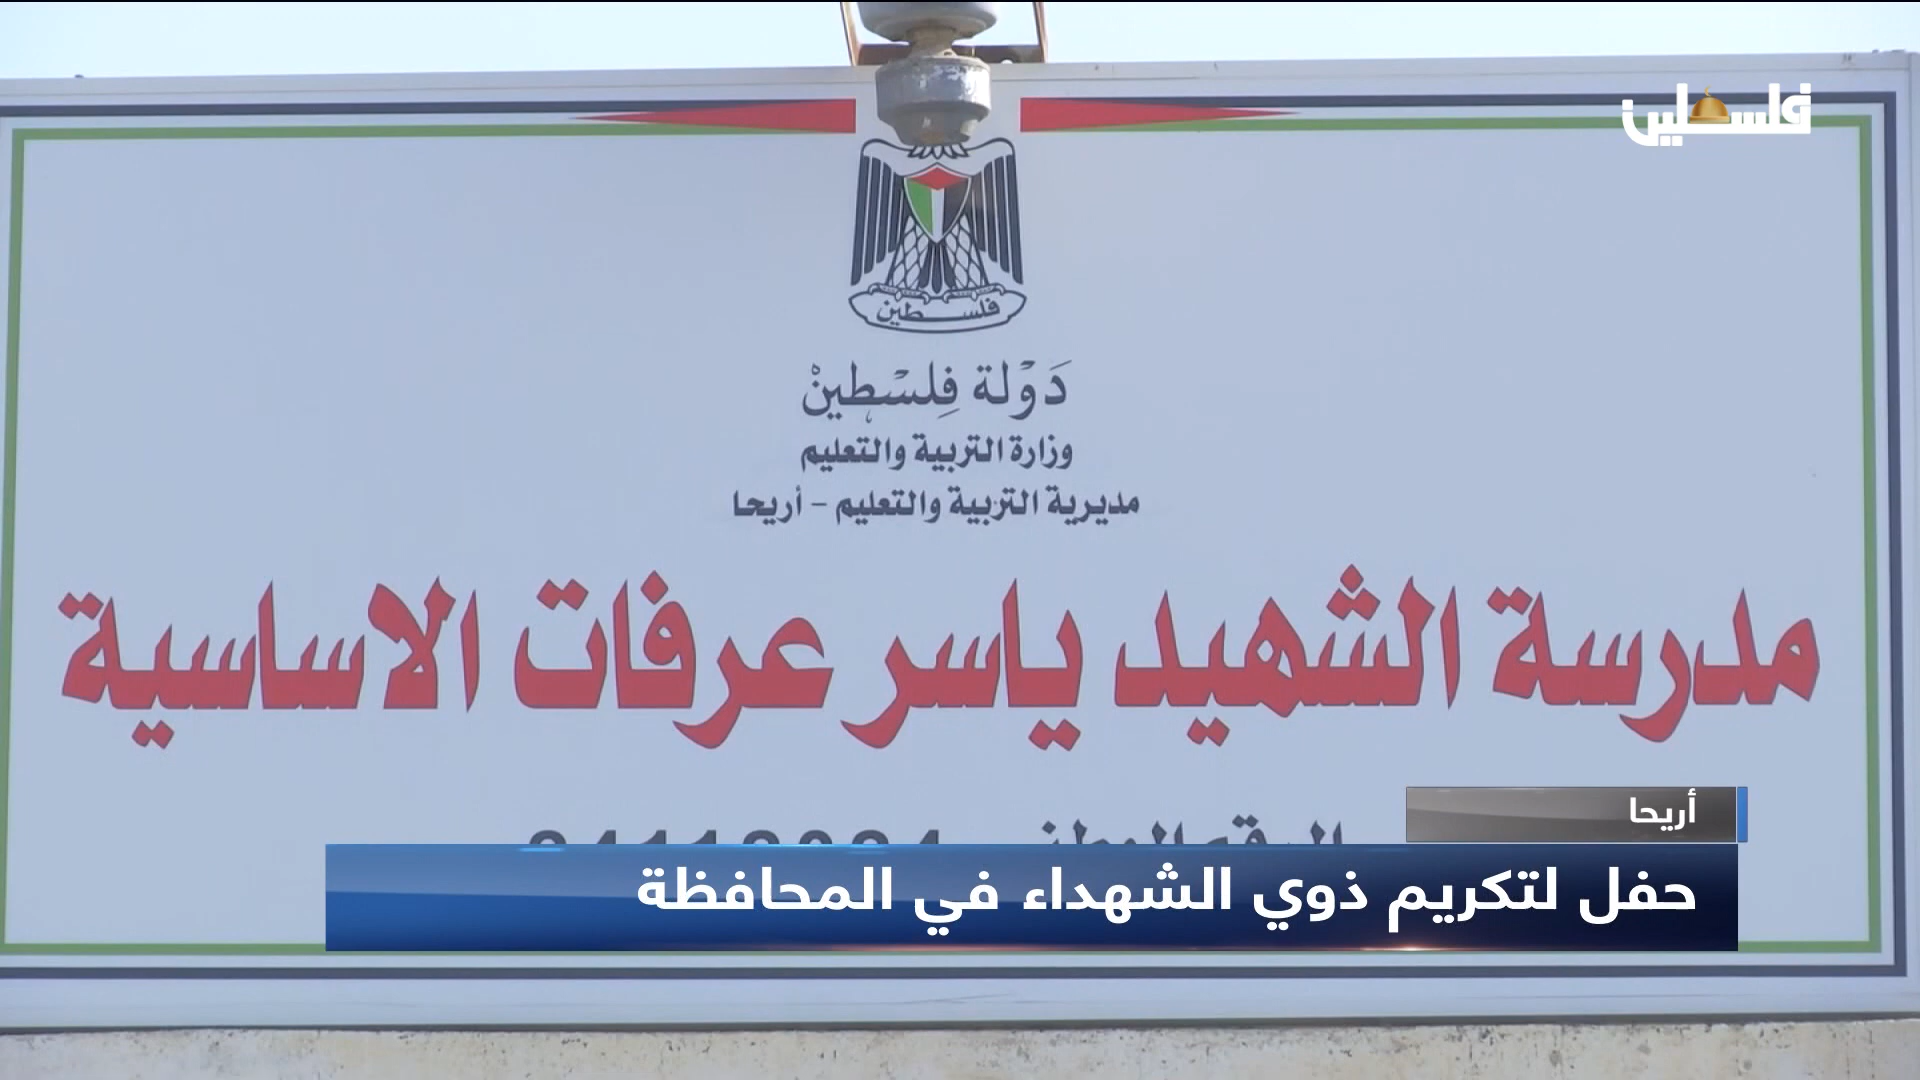 فلسطين
فلسطين
دَوْلة فِلسْطِينْ
وزارة التربية والتعليم
مديرية التربية والتعليم - أريحا
مدرسة الشهيد ياسر عرفات الاساسية
أريحا
حفل لتكريم ذوي الشهداء في المحافظة